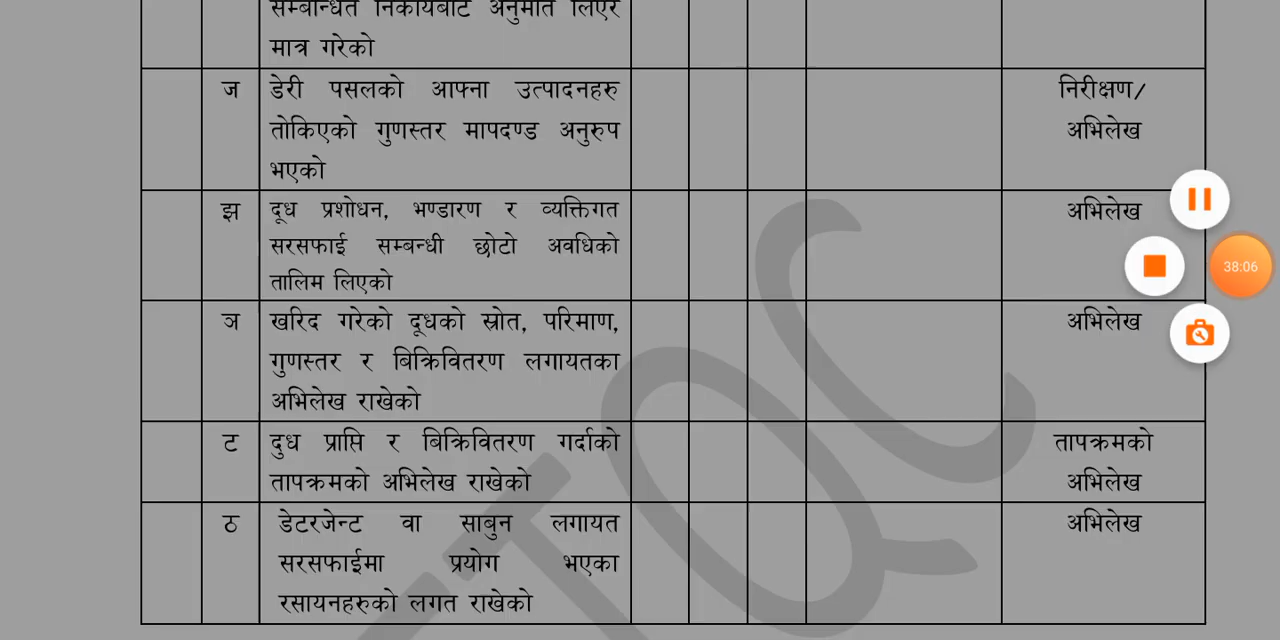 सम्बन्धित निकायबाट अनुमति लिएर
मात्र गरेको
ज डेरी पसलको आफ्ना उत्पादनहरु निरीक्षण/
तोकिएको गुणस्तर मापदण्ड अनुरुप अभिलेख
भएको
झ दूध प्रशोधन, भण्डारण र व्यक्तिगत अभिलेख
सरसफाई सम्बन्धी छोटो अवधिको
तालिम लिएको
ञ खरिद गरेको दूधको स्रोत, परिमाण, अभिलेख
गुणस्तर र बिक्रिवितरण लगायतका
अभिलेख राखेको
ट दुध प्राप्ति र बिक्रिवितरण गर्दाको तापक्रमको
तापक्रमको अभिलेख राखेको अभिलेख
ठ डेटरजेन्ट वा साबुन लगायत अभिलेख
सरसफाईमा प्रयोग भएका
रसायनहरुको लगत राखेको
38:06